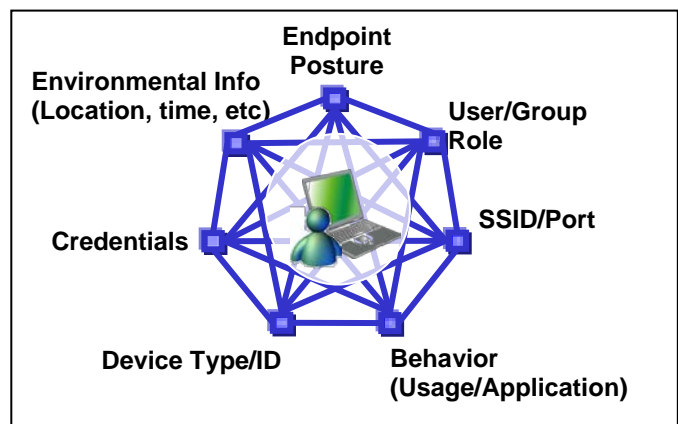 Endpoint
Posture
Environmental Info
(Location, time, etc)
User/Group
Role
Credentials
SSID/Port
Device Type/ID
Behavior
(Usage/Application)